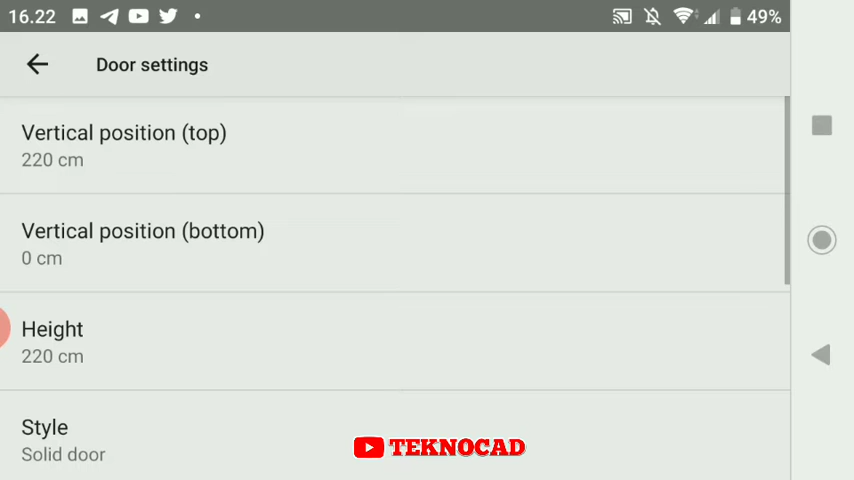 16.22
49%
Door settings
Vertical position (top)
220 cm
Vertical position (bottom)
0 cm
Height
220 cm
Style
Solid door
TEKNOCAD